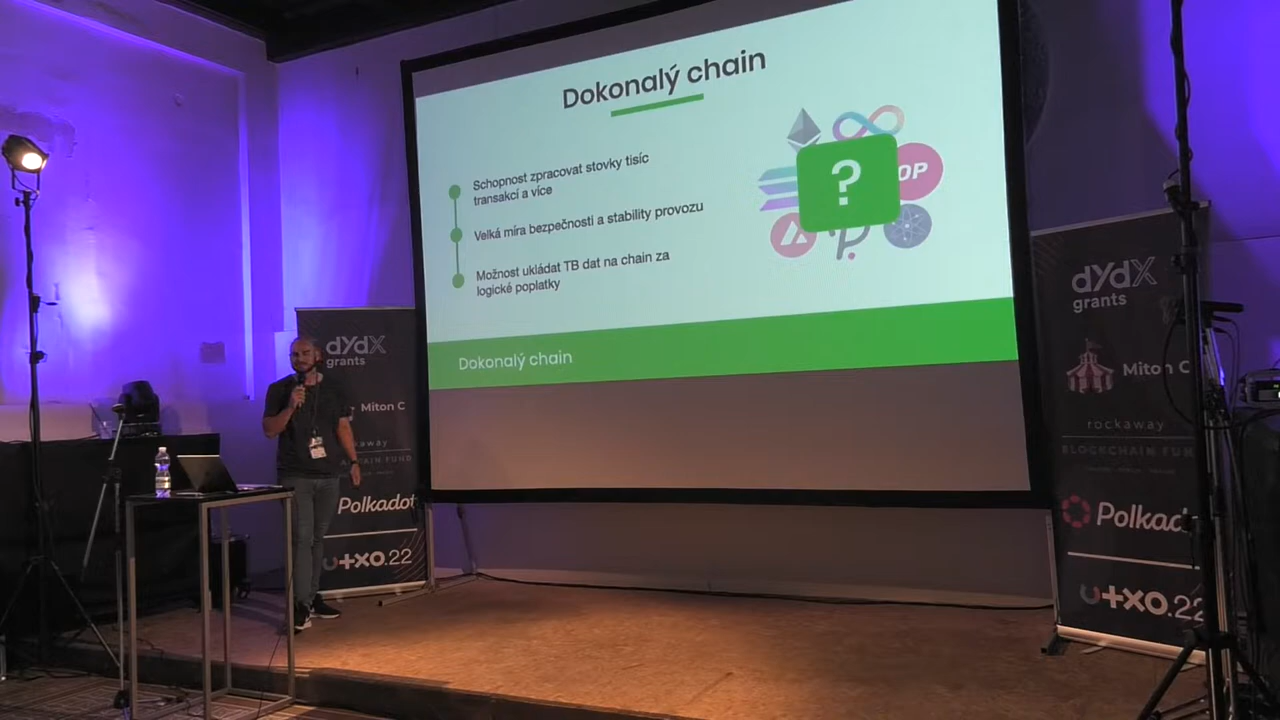 Dokonalý chain
Schopnost zpracovat stovky tisíc
transakcí a více
Velká míra bezpečnosti a stability provozu
Možnost ukládat TB dat na chain za
logické poplatky
?
OP
Dokonalý chain
dYdX
grants
Miton C
CHAIN FUND
Polkadot
utxo.22
dYdX
grants
Miton C
rockaway
BLOCKCHAIN FUN
Polkad
utxo.22